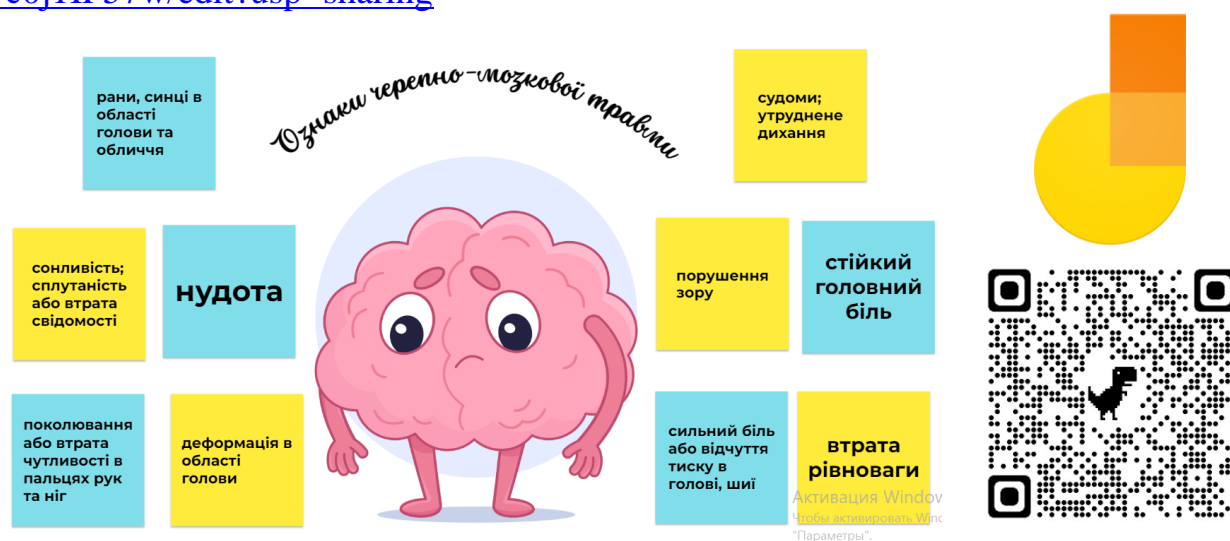 Ознаки черепно-мозкової травми
рани, синці в
області
голови та
обличчя
судоми;
утруднене
дихання
сонливість;
сплутаність
або втрата
свідомості
нудота
порушення
зору
стійкий
головний
біль
поколювання
або втрата
чутливості в
пальцях рук
та ніг
деформація в
області
голови
сильний біль
або відчуття
тиску в
голові, шиї
втрата
рівноваги
Активация Window
Чтобы активировать Winc
"Параметры".